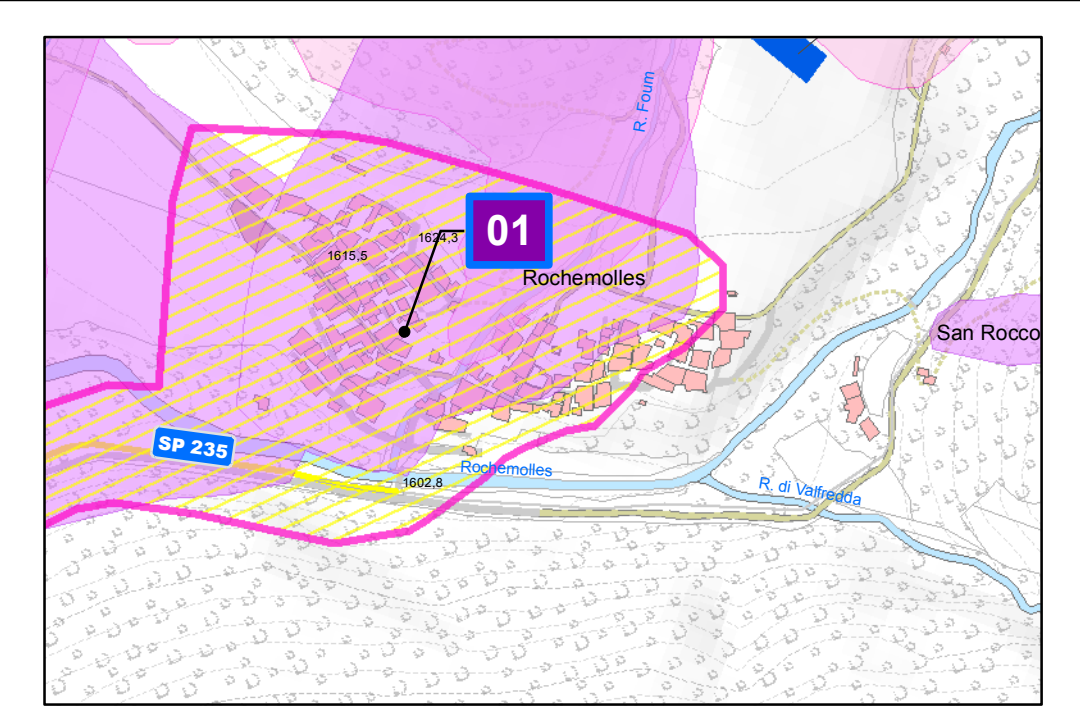 R. Foum
01
1624,3
1615,5
Rochemolles
San Rocco
SP 235
Rochemolles
1602,8
R. di Valfredda